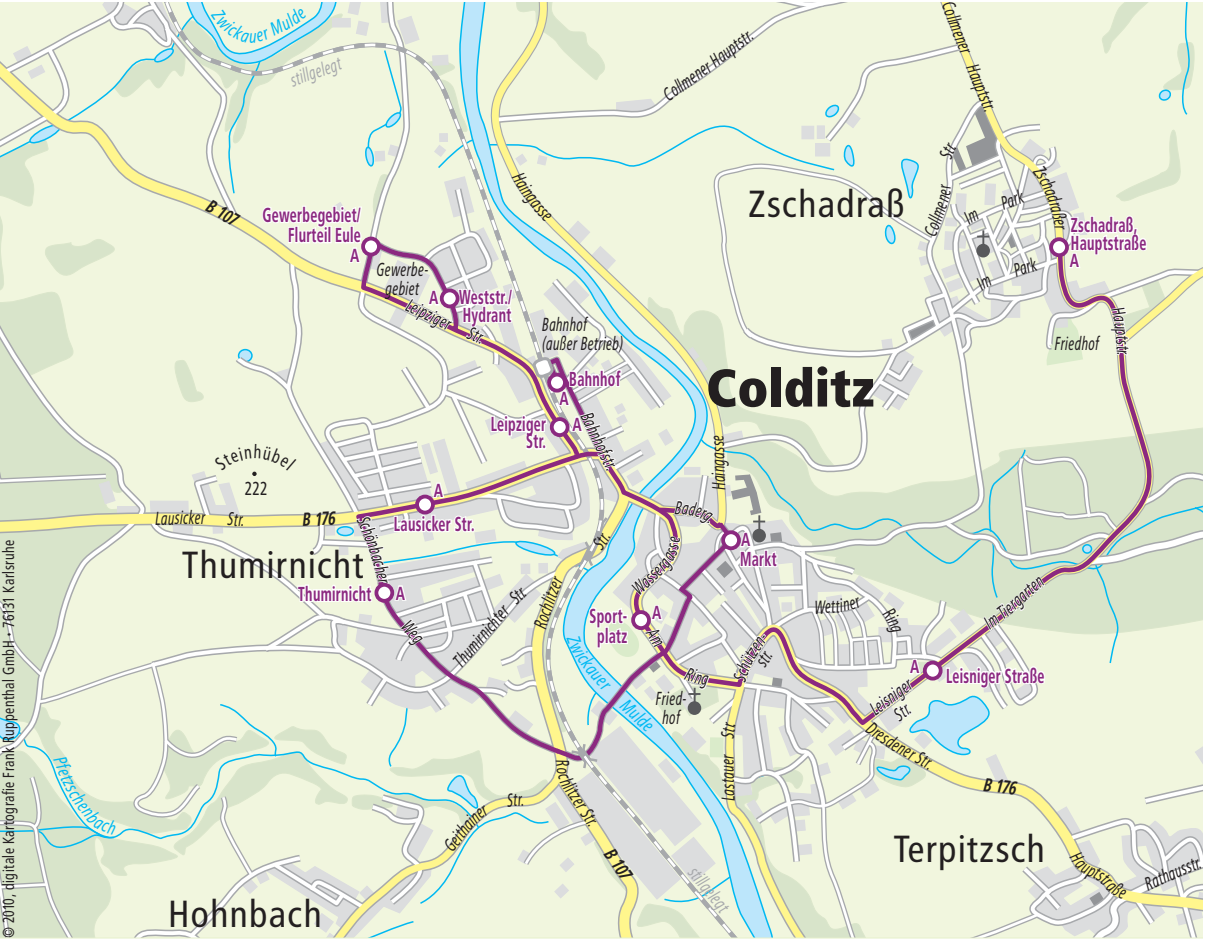 Zwickauer Mulde
stillgelegt
Collmener Hauptstr.
Collmener Hauptstr.
Haingasse
Zschadraß
Collmener Str.
Im Park
Zschadraßer
Im Park
Zschadraß,
Hauptstraße
A
Hauptstr.
Friedhof
B 107
Gewerbegebiet/
Flurteil Eule
A
Gewerbe-
gebiet
Leipziger Str.
A
Weststr./
Hydrant
Bahnhof
(außer Betrieb)
Bahnhof
A
Leipziger
Str.
A
Bahnhofstr.
Colditz
Haingasse
Steinhübel
222
Lausicker Str.
B 176
A
Lausicker Str.
Schönbacher Weg
Thumirnicht
Thumirnicht
A
Thumirnichter Str
Rochlitzer Str.
Baderg.
A
Markt
Wassergasse
Sport-
platz
A
Am Ring
Fried-
hof
Schützen
str.
Wettiner Ring
Im Tiergarten
A
Leisniger Straße
Leisniger
Str.
Dresdener Str.
B 176
Zwickauer Mulde
Lastauer Str
Rochlitzer Str.
B 107
Geithainer Str.
Pfetzschenbach
stillgelegt
Terpitzsch
Hauptstraße
Rathausstr.
Hohnbach
© 2010, digitale Kartografie Frank Ruppenthal GmbH • 76131 Karlsruhe